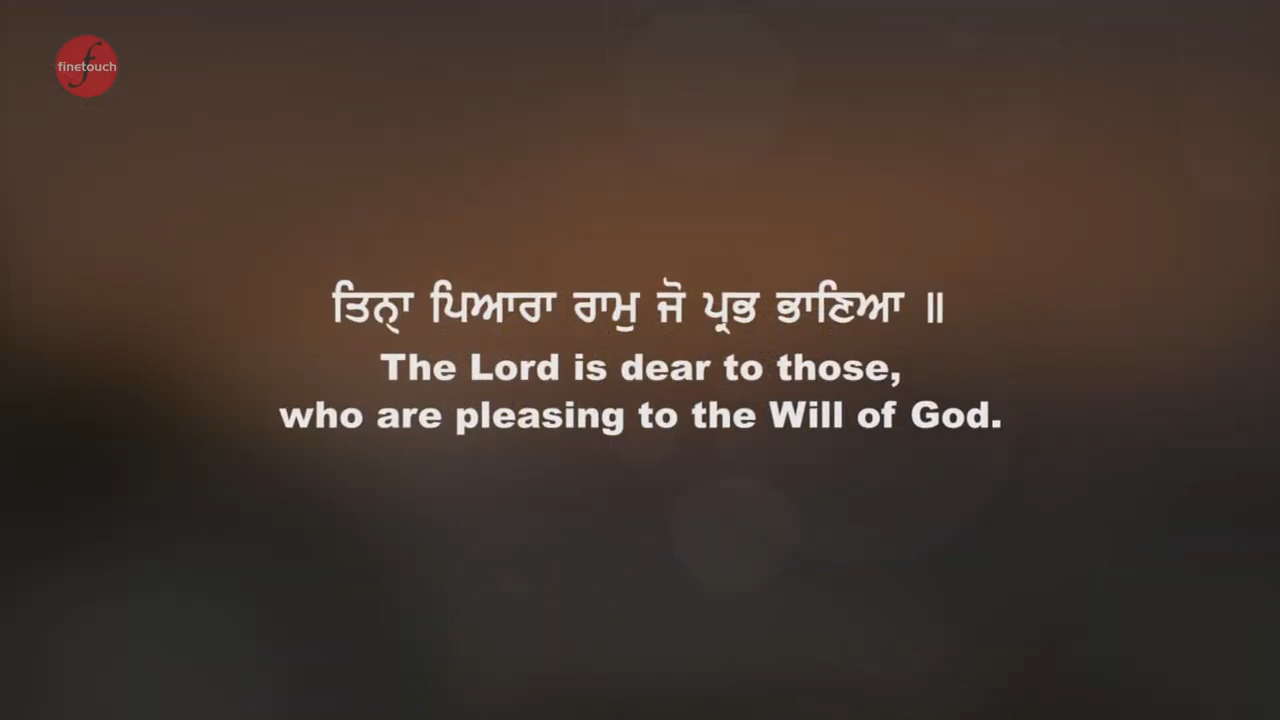 finetouch
ਤਿਨੑਾ ਪਿਆਰਾ ਰਾਮੁ ਜੋ ਪ੍ਰਭ ਭਾਣਿਆ ॥
The Lord is dear to those,
who are pleasing to the Will of God.